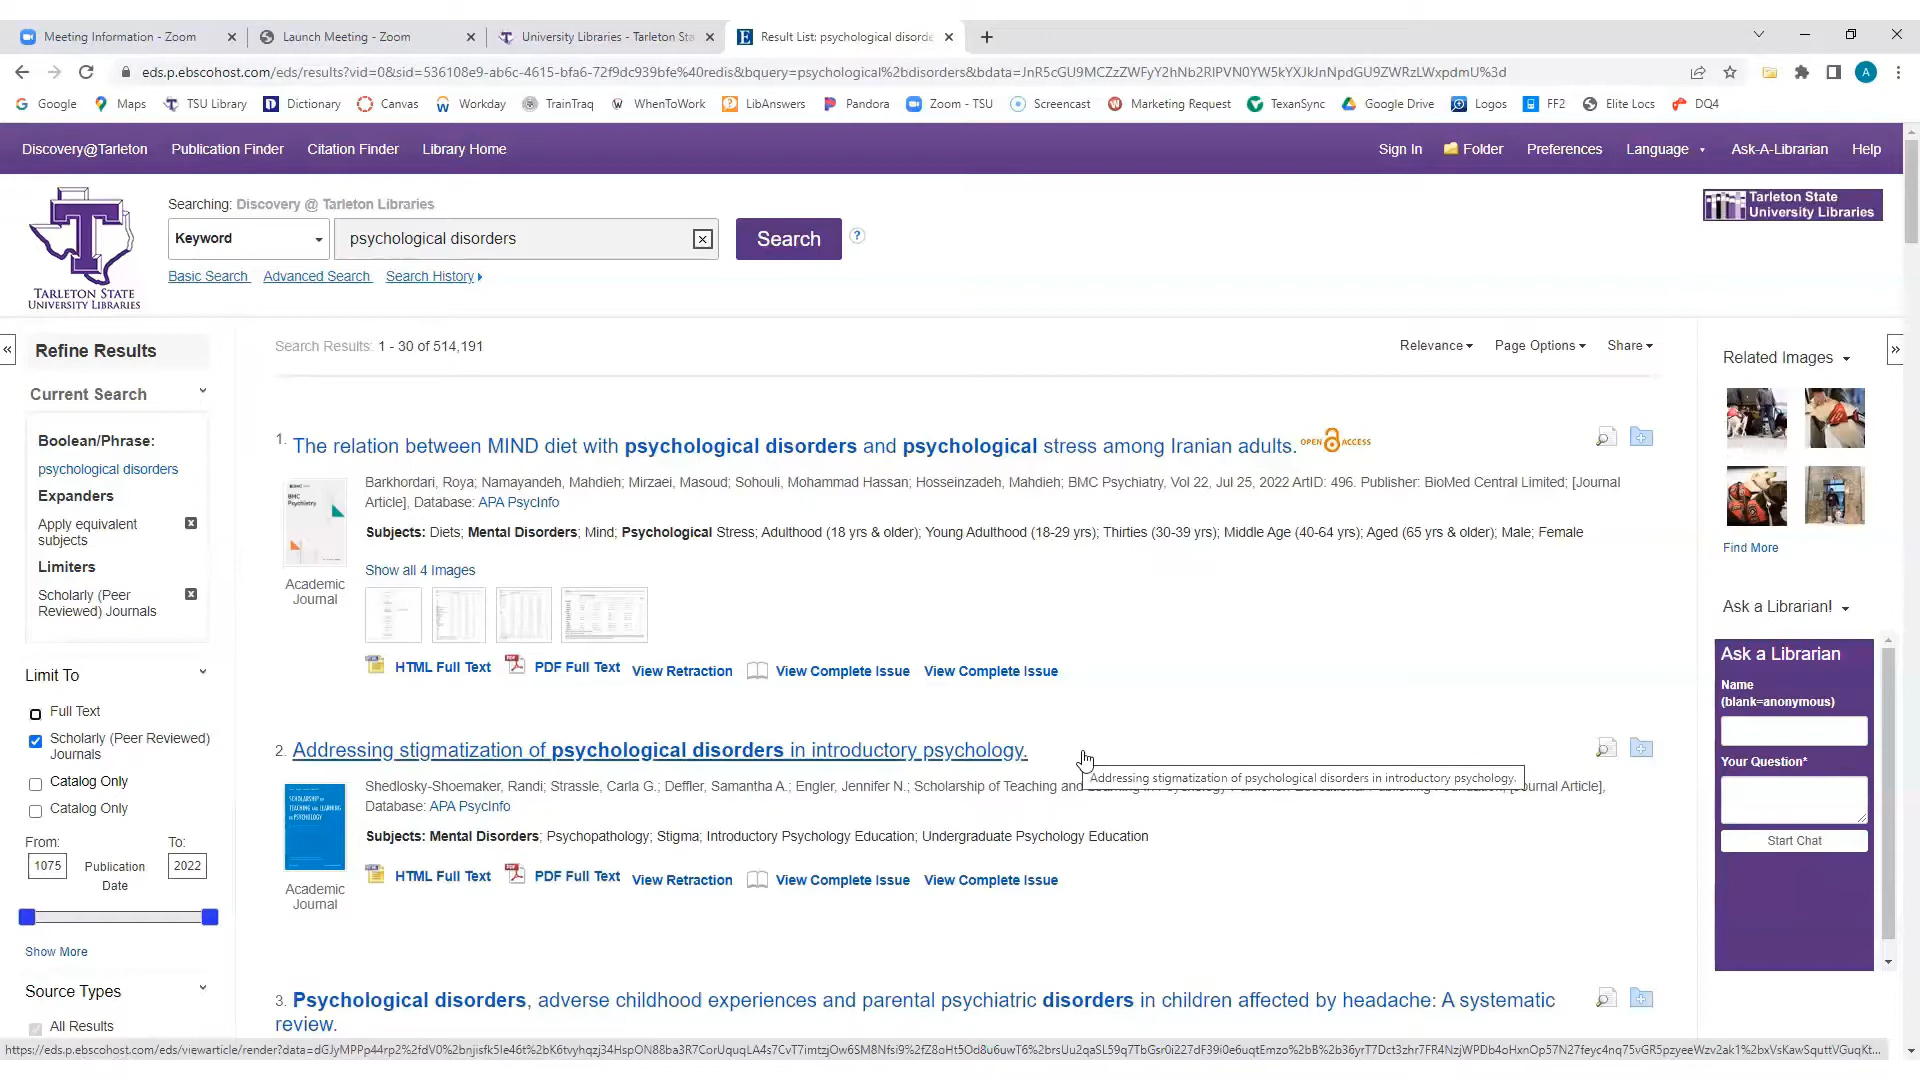 Meeting Information - Zoom
Launch Meeting - Zoom
University Libraries - Tarleton Sta
Result List: psychological disorde
eds.p.ebscohost.com/eds/results?vid=0&sid=536108e9-ab6c-4615-bfa6-72f9dc939bfe%40redis&bquery=psychological%2bdisorders&bdata=JnR5cGU9MCZzZWFyY2hNb2RlPVN0YW5kYXJkJnNpdGU9ZWRzLWxpdmU%3d
Google Maps TSU Library Dictionary Canvas Workday TrainTraq WhenToWork LibAnswers Pandora Zoom - TSU Screencast Marketing Request TexanSync Google Drive Logos FF2 Elite Locs DQ4
Discovery@Tarleton Publication Finder Citation Finder Library Home Sign In Folder Preferences Language Ask-A-Librarian Help
TARLETON STATE
UNIVERSITY LIBRARIES
Searching: Discovery @ Tarleton Libraries
Keyword psychological disorders Search
Basic Search Advanced Search Search History
Tarleton State
University Libraries
Refine Results
Current Search
Boolean/Phrase:
psychological disorders
Expanders
Apply equivalent
subjects
Limiters
Scholarly (Peer
Reviewed) Journals
Limit To
Full Text
Scholarly (Peer Reviewed)
Journals
Catalog Only
Catalog Only
From: To:
1075 Publication 2022
Date
Show More
Source Types
All Results
Search Results: 1 - 30 of 514,191
Relevance Page Options Share
1. The relation between MIND diet with psychological disorders and psychological stress among Iranian adults. OPEN ACCESS
Barkhordari, Roya; Namayandeh, Mahdieh; Mirzaei, Masoud; Sohouli, Mohammad Hassan; Hosseinzadeh, Mahdieh; BMC Psychiatry, Vol 22, Jul 25, 2022 ArtID: 496. Publisher: BioMed Central Limited; [Journal
Article], Database: APA PsycInfo
Subjects: Diets; Mental Disorders; Mind; Psychological Stress; Adulthood (18 yrs & older); Young Adulthood (18-29 yrs); Thirties (30-39 yrs); Middle Age (40-64 yrs); Aged (65 yrs & older); Male; Female
BMC
Psychiatry
Academic
Journal
Show all 4 Images
HTML Full Text PDF Full Text View Retraction View Complete Issue View Complete Issue
2. Addressing stigmatization of psychological disorders in introductory psychology.
Addressing stigmatization of psychological disorders in introductory psychology.
Shedlosky-Shoemaker, Randi; Strassle, Carla G.; Deffler, Samantha A.; Engler, Jennifer N.; Scholarship of Teaching and [Journal Article],
Database: APA PsycInfo
Subjects: Mental Disorders; Psychopathology; Stigma; Introductory Psychology Education; Undergraduate Psychology Education
SCHOLARSHIP OF
TEACHING AND LEARNING
IN PSYCHOLOGY
Academic
Journal
HTML Full Text PDF Full Text View Retraction View Complete Issue View Complete Issue
3. Psychological disorders, adverse childhood experiences and parental psychiatric disorders in children affected by headache: A systematic
review.
Related Images
Find More
Ask a Librarian!
Ask a Librarian
Name
(blank=anonymous)
Your Question*
Start Chat